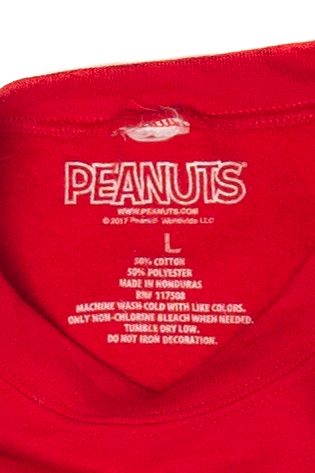 PEANUTS®
WWW.PEANUTS.COM
© 2017 Peanuts Worldwide LLC
L
50% COTTON
50% POLYESTER
MADE IN HONDURAS
RN# 117508
MACHINE WASH COLD WITH LIKE COLORS.
ONLY NON-CHLORINE BLEACH WHEN NEEDED.
TUMBLE DRY LOW.
DO NOT IRON DECORATION.